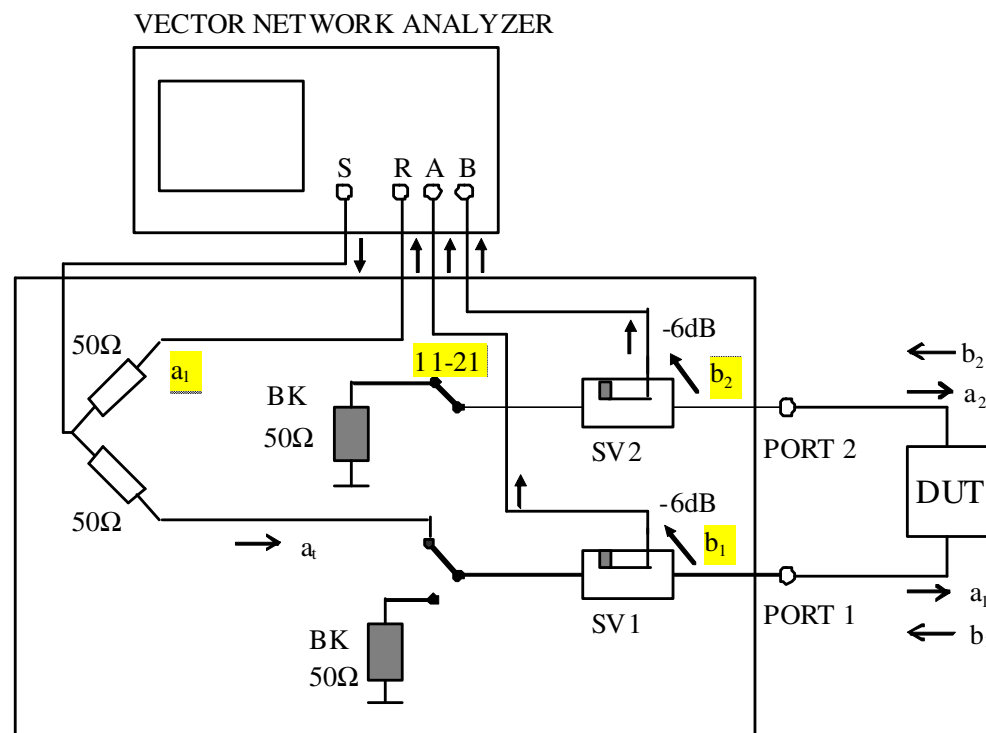 VECTOR NETWORK ANALYZER
S R A B
50Ω
a1
11-21
-6dB
b2
b2
a2
BK
50Ω
SV2
PORT 2
DUT
50Ω
at
-6dB
b1
SV1
PORT 1
a1
b
BK
50Ω